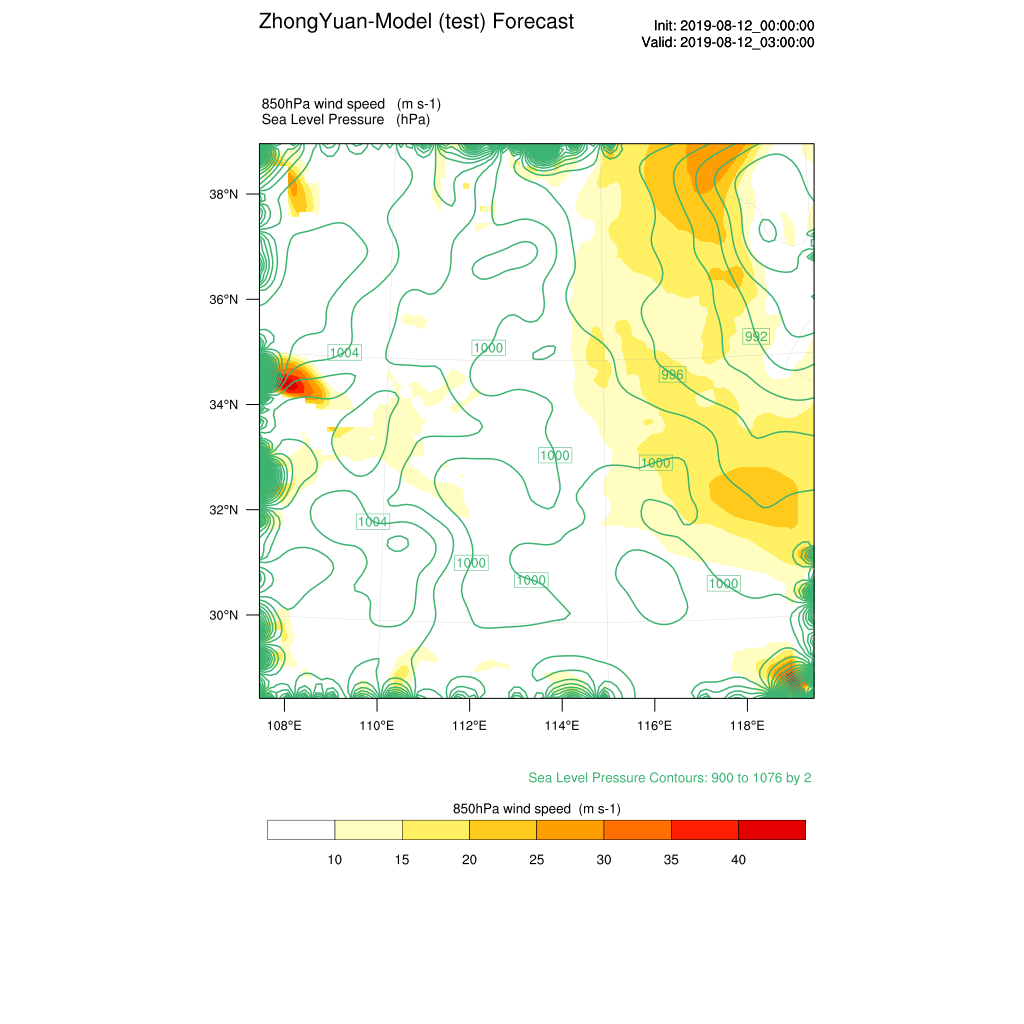 ZhongYuan-Model (test) Forecast
Init: 2019-08-12_00:00:00
Valid: 2019-08-12_03:00:00
850hPa wind speed (m s-1)
Sea Level Pressure (hPa)
38°N
36°N
34°N
32°N
30°N
992
1004
1000
996
1000
1000
1004
1000
1000
1000
108°E 110°E 112°E 114°E 116°E 118°E
Sea Level Pressure Contours: 900 to 1076 by 2
850hPa wind speed (m s-1)
10 15 20 25 30 35 40